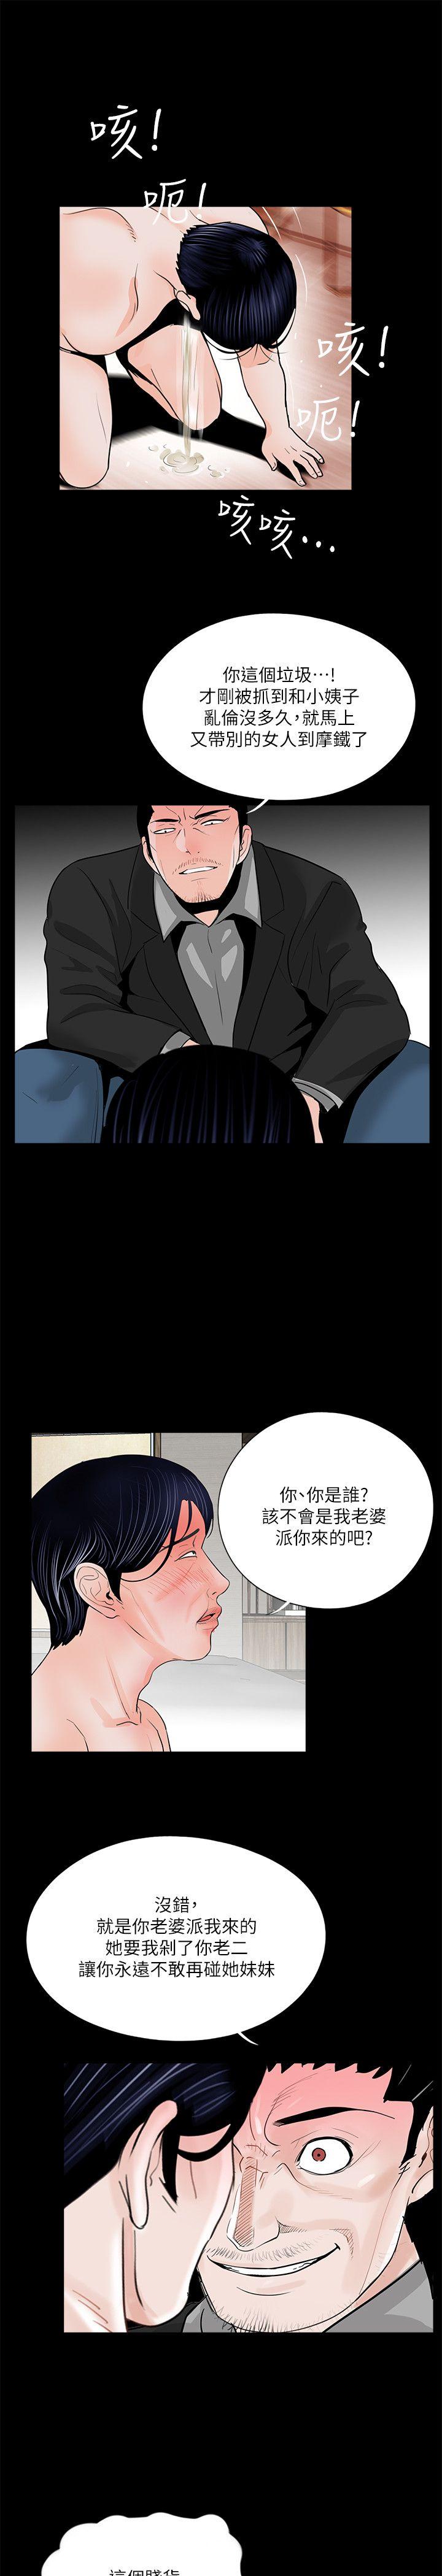 咳!
呃!
咳!
呃!
咳咳…
你這個垃圾…!
才剛被抓到和小姨子
亂倫沒多久,就馬上
又帶別的女人到摩鐵了
你、你是誰?
該不會是我老婆
派你來的吧?
沒錯,
就是你老婆派我來的
她要我剁了你老二
讓你永遠不敢再碰她妹妹
這個賤貨